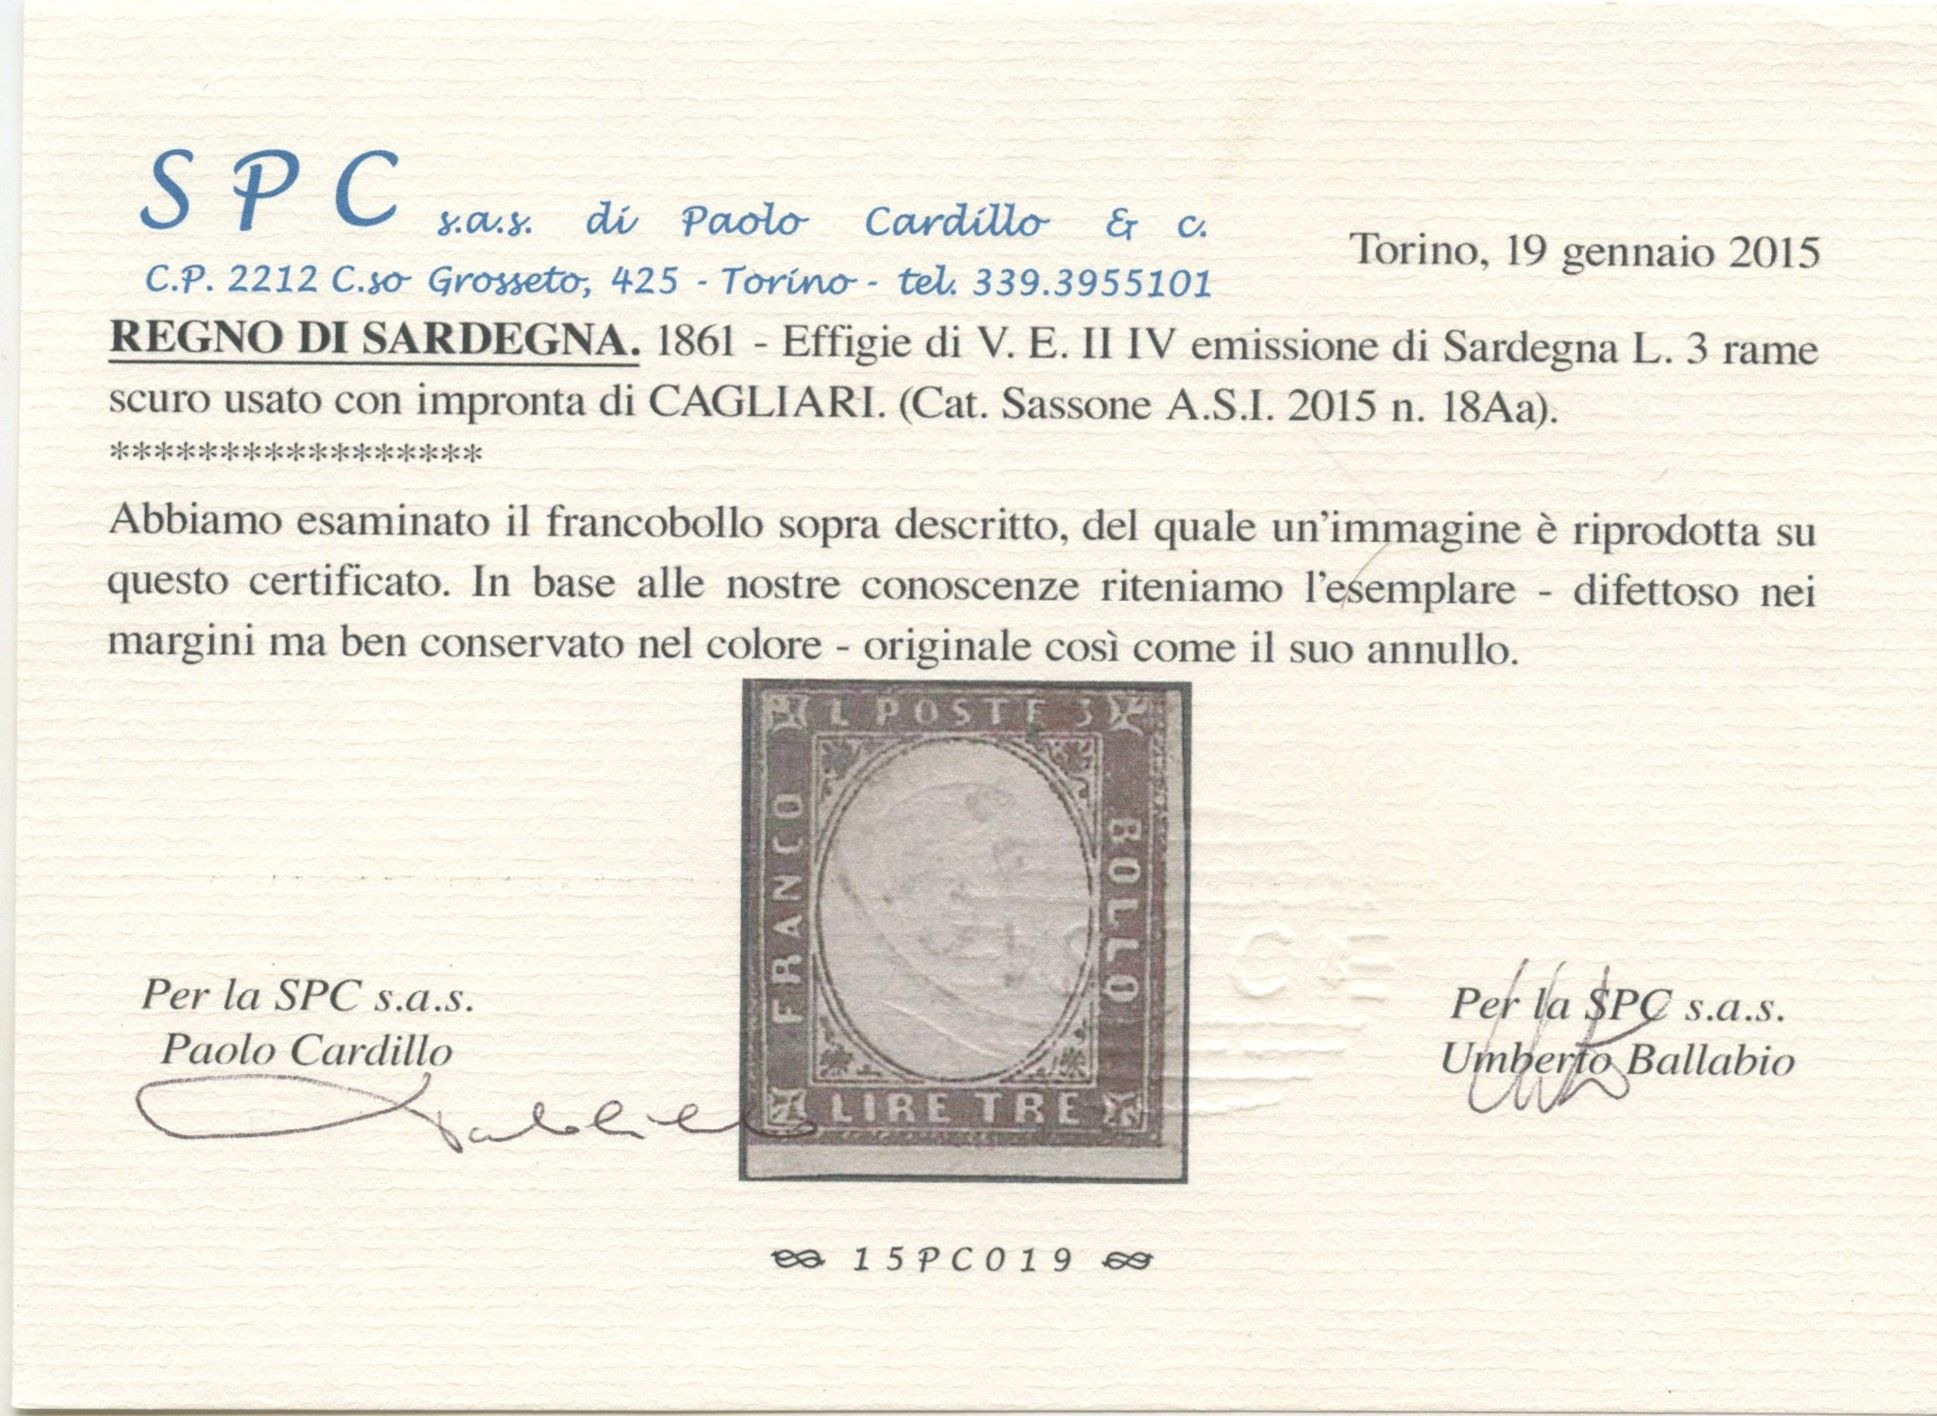 S P C s.a.s. di Paolo Cardillo & c.
C.P. 2212 C.so Grosseto, 425 - Torino - tel. 339.3955101
Torino, 19 gennaio 2015
REGNO DI SARDEGNA. 1861 - Effigie di V. E. II IV emissione di Sardegna L. 3 rame
scuro usato con impronta di CAGLIARI. (Cat. Sassone A.S.I. 2015 n. 18Aa).
*****************
Abbiamo esaminato il francobollo sopra descritto, del quale un'immagine è riprodotta su
questo certificato. In base alle nostre conoscenze riteniamo l'esemplare - difettoso nei
margini ma ben conservato nel colore - originale così come il suo annullo.
L POSTE 3
FRANCO
BOLLO
LIRE TRE
Per la SPC s.a.s.
Paolo Cardillo
Per la SPC s.a.s.
Umberto Ballabio
15PC019